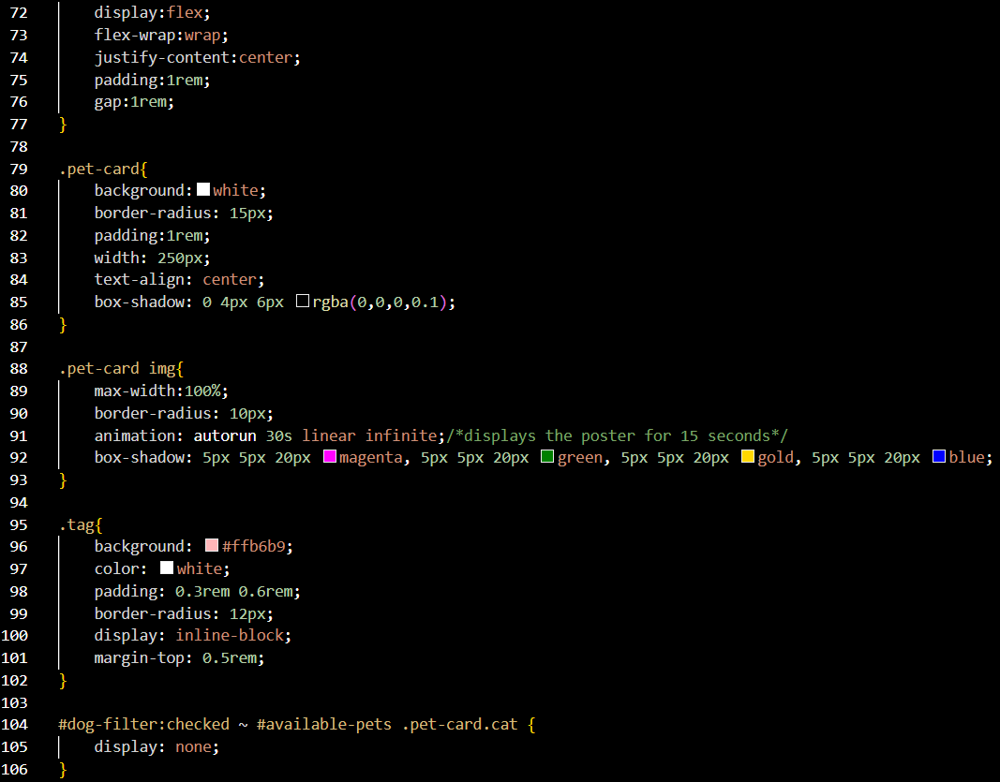 72 display:flex;
73 flex-wrap:wrap;
74 justify-content:center;
75 padding:1rem;
76 gap:1rem;
77 }
78
79 .pet-card{
80 background:white;
81 border-radius: 15px;
82 padding:1rem;
83 width: 250px;
84 text-align: center;
85 box-shadow: 0 4px 6px rgba(0,0,0,0.1);
86 }
87
88 .pet-card img{
89 max-width:100%;
90 border-radius: 10px;
91 animation: autorun 30s linear infinite;/*displays the poster for 15 seconds*/
92 box-shadow: 5px 5px 20px magenta, 5px 5px 20px green, 5px 5px 20px gold, 5px 5px 20px blue;
93 }
94
95 .tag{
96 background: #ffb6b9;
97 color: white;
98 padding: 0.3rem 0.6rem;
99 border-radius: 12px;
100 display: inline-block;
101 margin-top: 0.5rem;
102 }
103
104 #dog-filter:checked ~ #available-pets .pet-card.cat {
105 display: none;
106 }